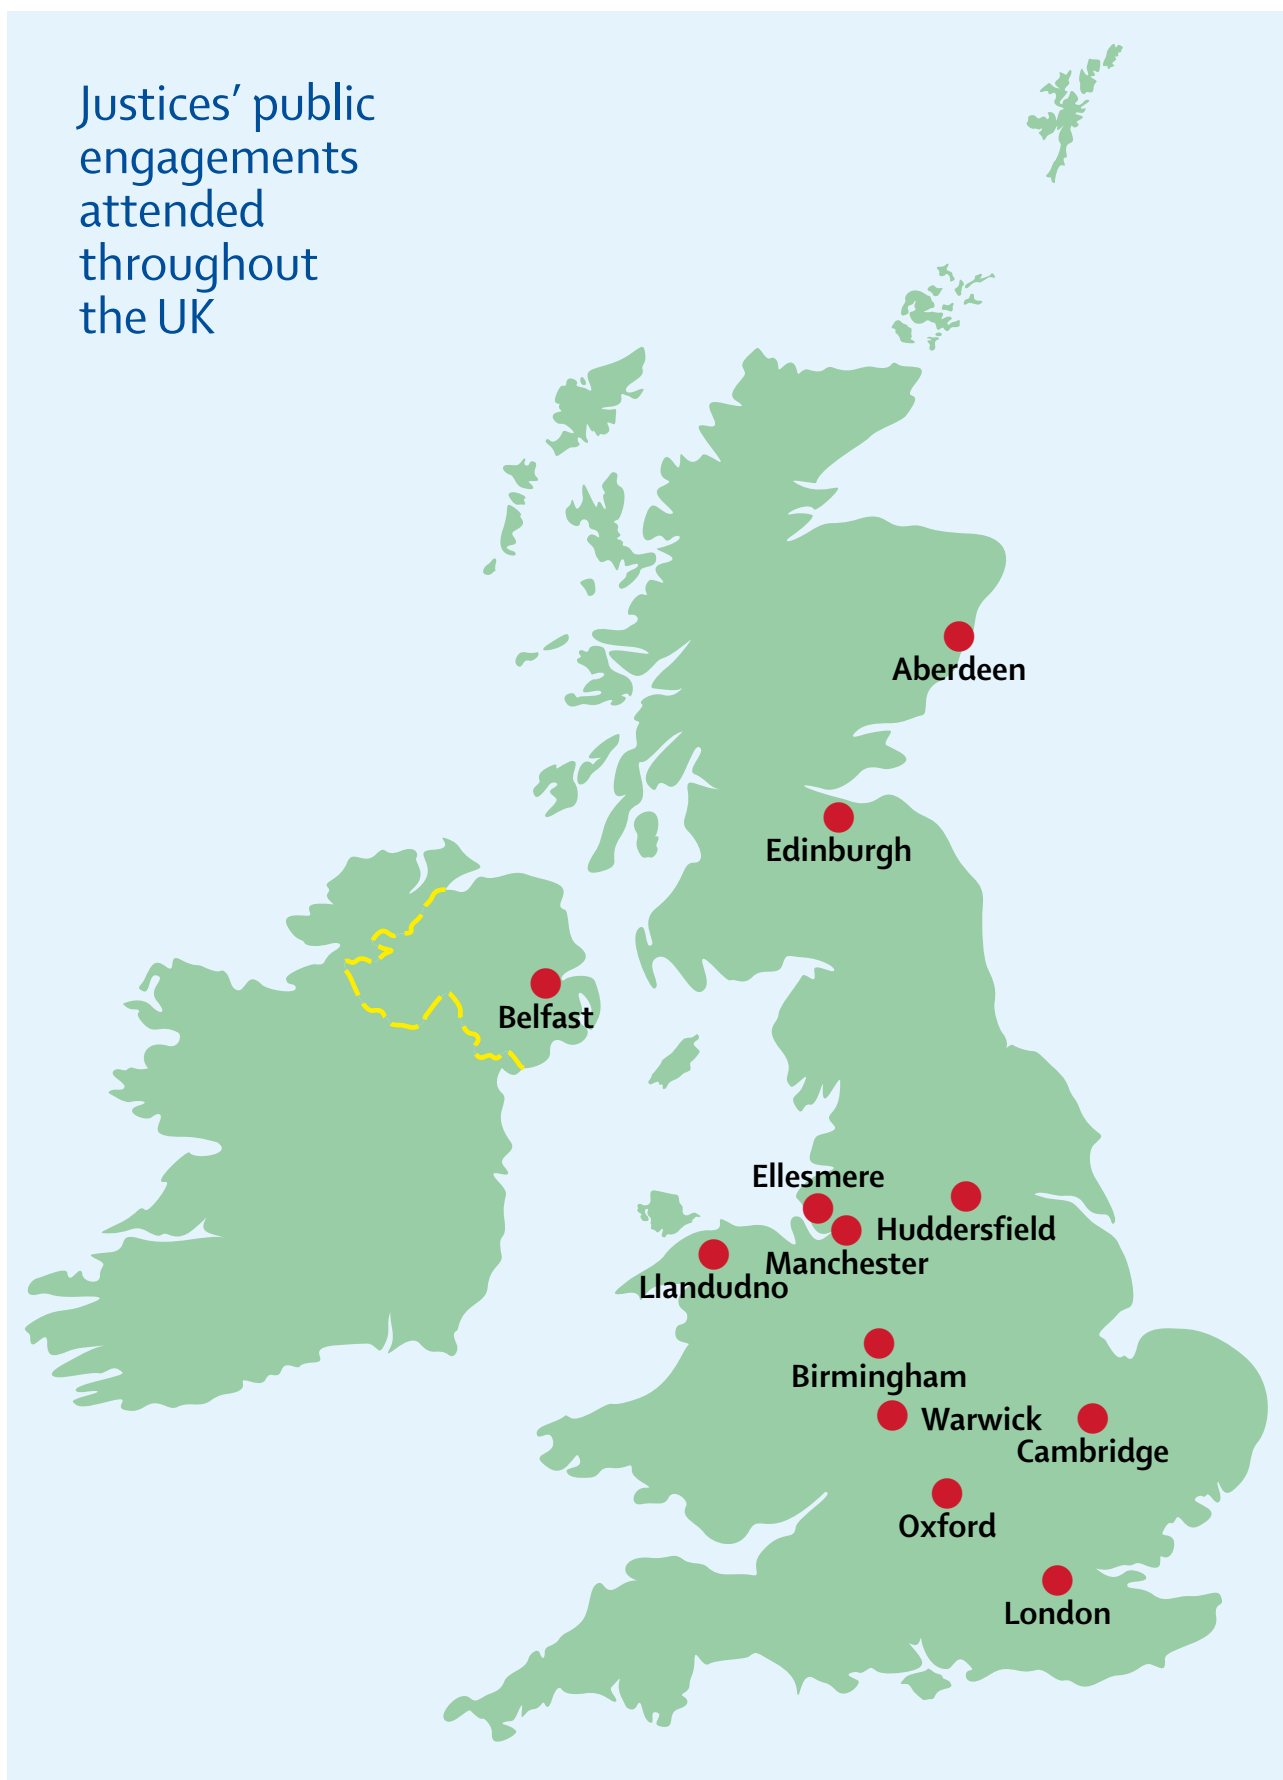 Justices’ public
engagements
attended
throughout
the UK
Aberdeen
Edinburgh
Belfast
Ellesmere
Huddersfield
Manchester
Llandudno
Birmingham
Warwick
Cambridge
Oxford
London